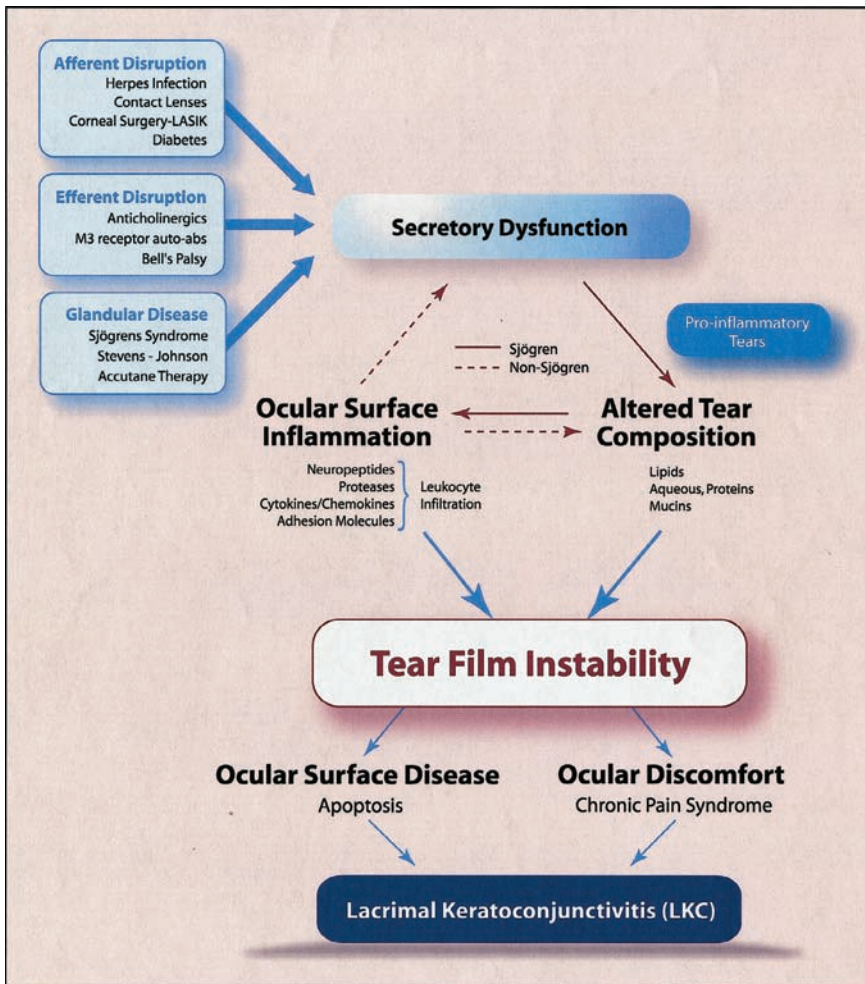 Afferent Disruption
Herpes Infection
Contact Lenses
Corneal Surgery-LASIK
Diabetes
Efferent Disruption
Anticholinergics
M3 receptor auto-abs
Bell's Palsy
Glandular Disease
Sjögrens Syndrome
Stevens - Johnson
Accutane Therapy
Secretory Dysfunction
Pro-inflammatory
Tears
Sjögren
Non-Sjögren
Ocular Surface
Inflammation
Neuropeptides
Proteases
Cytokines/Chemokines
Adhesion Molecules
Leukocyte
Infiltration
Altered Tear
Composition
Lipids
Aqueous, Proteins
Mucins
Tear Film Instability
Ocular Surface Disease
Apoptosis
Ocular Discomfort
Chronic Pain Syndrome
Lacrimal Keratoconjunctivitis (LKC)